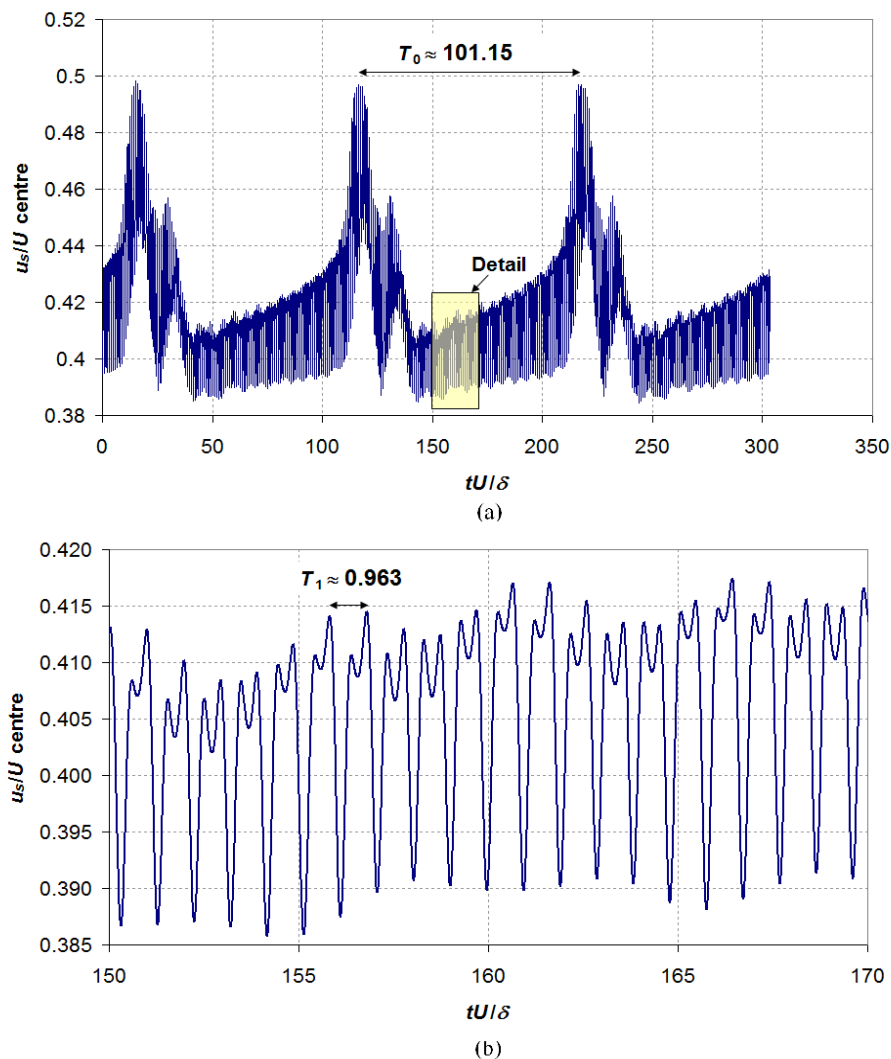 0.52
0.5
0.48
0.46
0.44
0.42
0.4
0.38
uₛ/U centre
T₀ ≈ 101.15
Detail
0 50 100 150 200 250 300 350
tU/δ
(a)
0.420
0.415
0.410
0.405
0.400
0.395
0.390
0.385
uₛ/U centre
T₁ ≈ 0.963
150 155 160 165 170
tU/δ
(b)